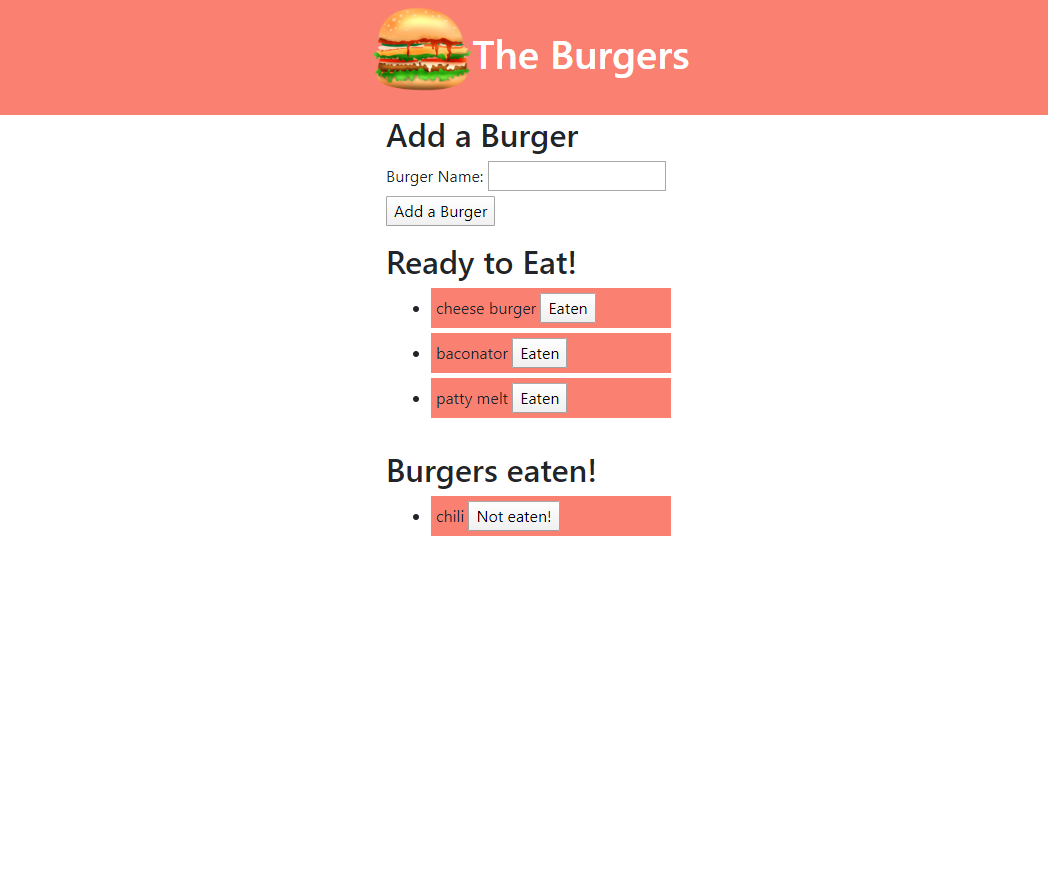 The Burgers
Add a Burger
Burger Name:
Add a Burger
Ready to Eat!
cheese burger Eaten
baconator Eaten
patty melt Eaten
Burgers eaten!
chili Not eaten!